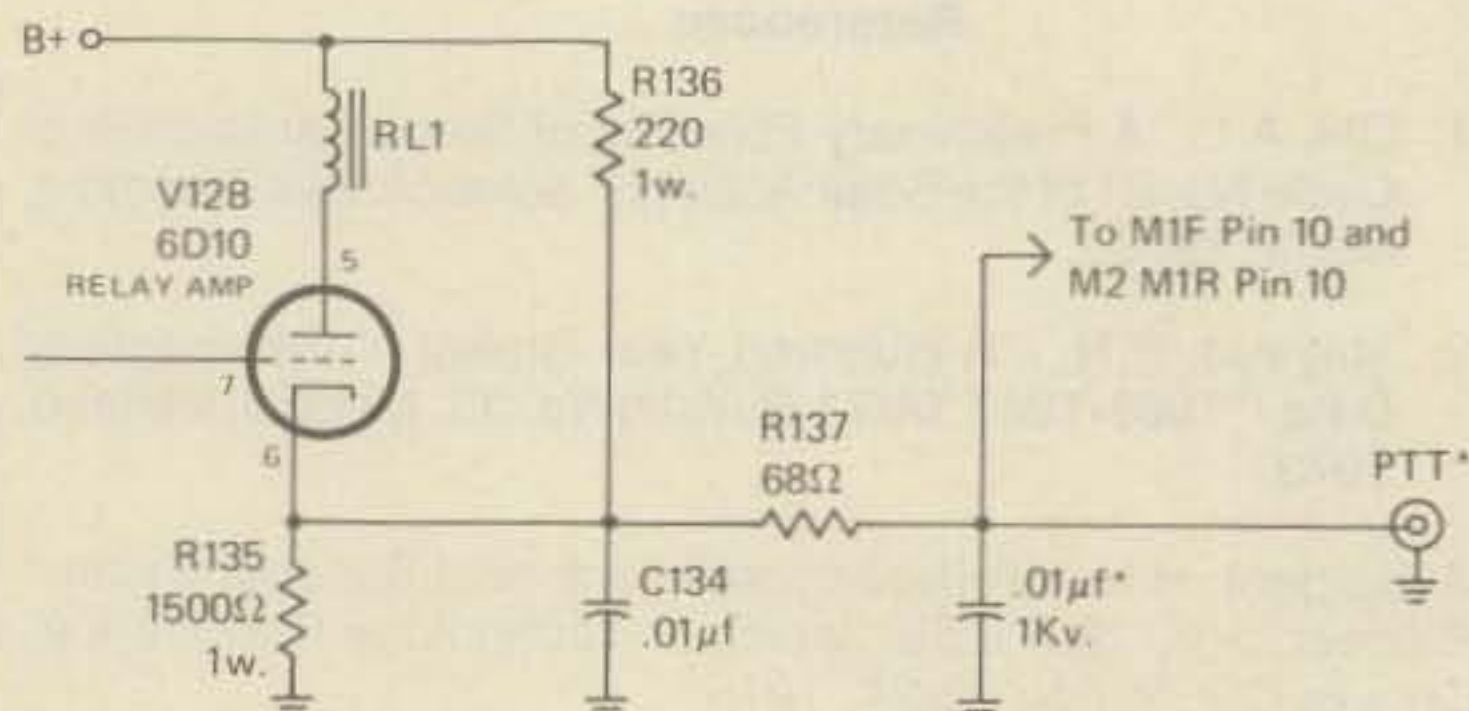 B+
R136
220
1w.
RL1
V128
6D10
RELAY AMP
5
7
6
To M1F Pin 10 and
M2 M1R Pin 10
R137
68Ω
PTT*
R135
1500Ω
1w.
C134
.01µf
.01µf*
1Kv.